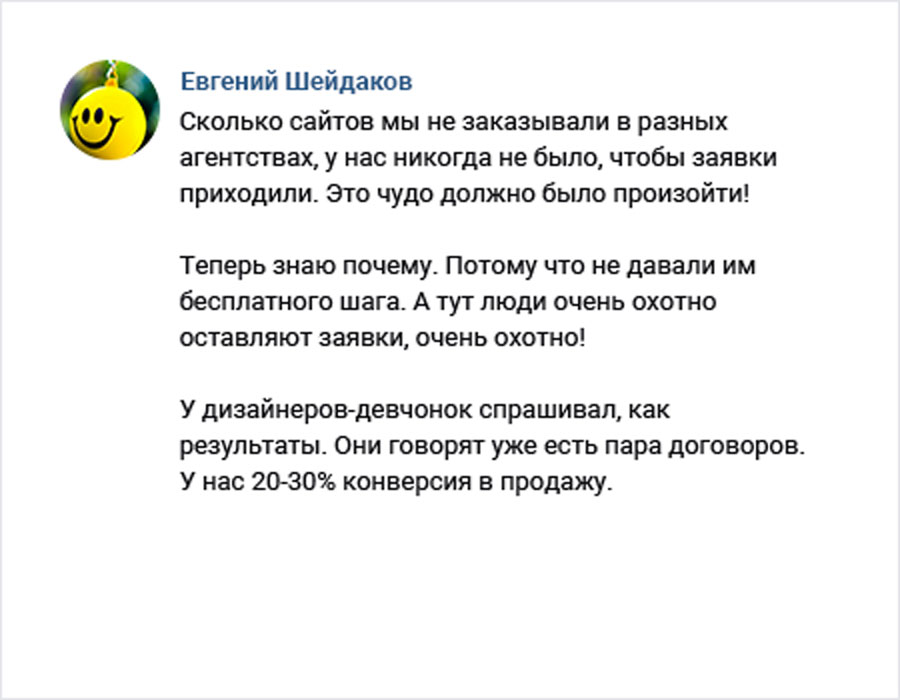 Евгений Шейдаков
Сколько сайтов мы не заказывали в разных
агентствах, у нас никогда не было, чтобы заявки
приходили. Это чудо должно было произойти!
Теперь знаю почему. Потому что не давали им
бесплатного шага. А тут люди очень охотно
оставляют заявки, очень охотно!
У дизайнеров-девчонок спрашивал, как
результаты. Они говорят уже есть пара договоров.
У нас 20-30% конверсия в продажу.